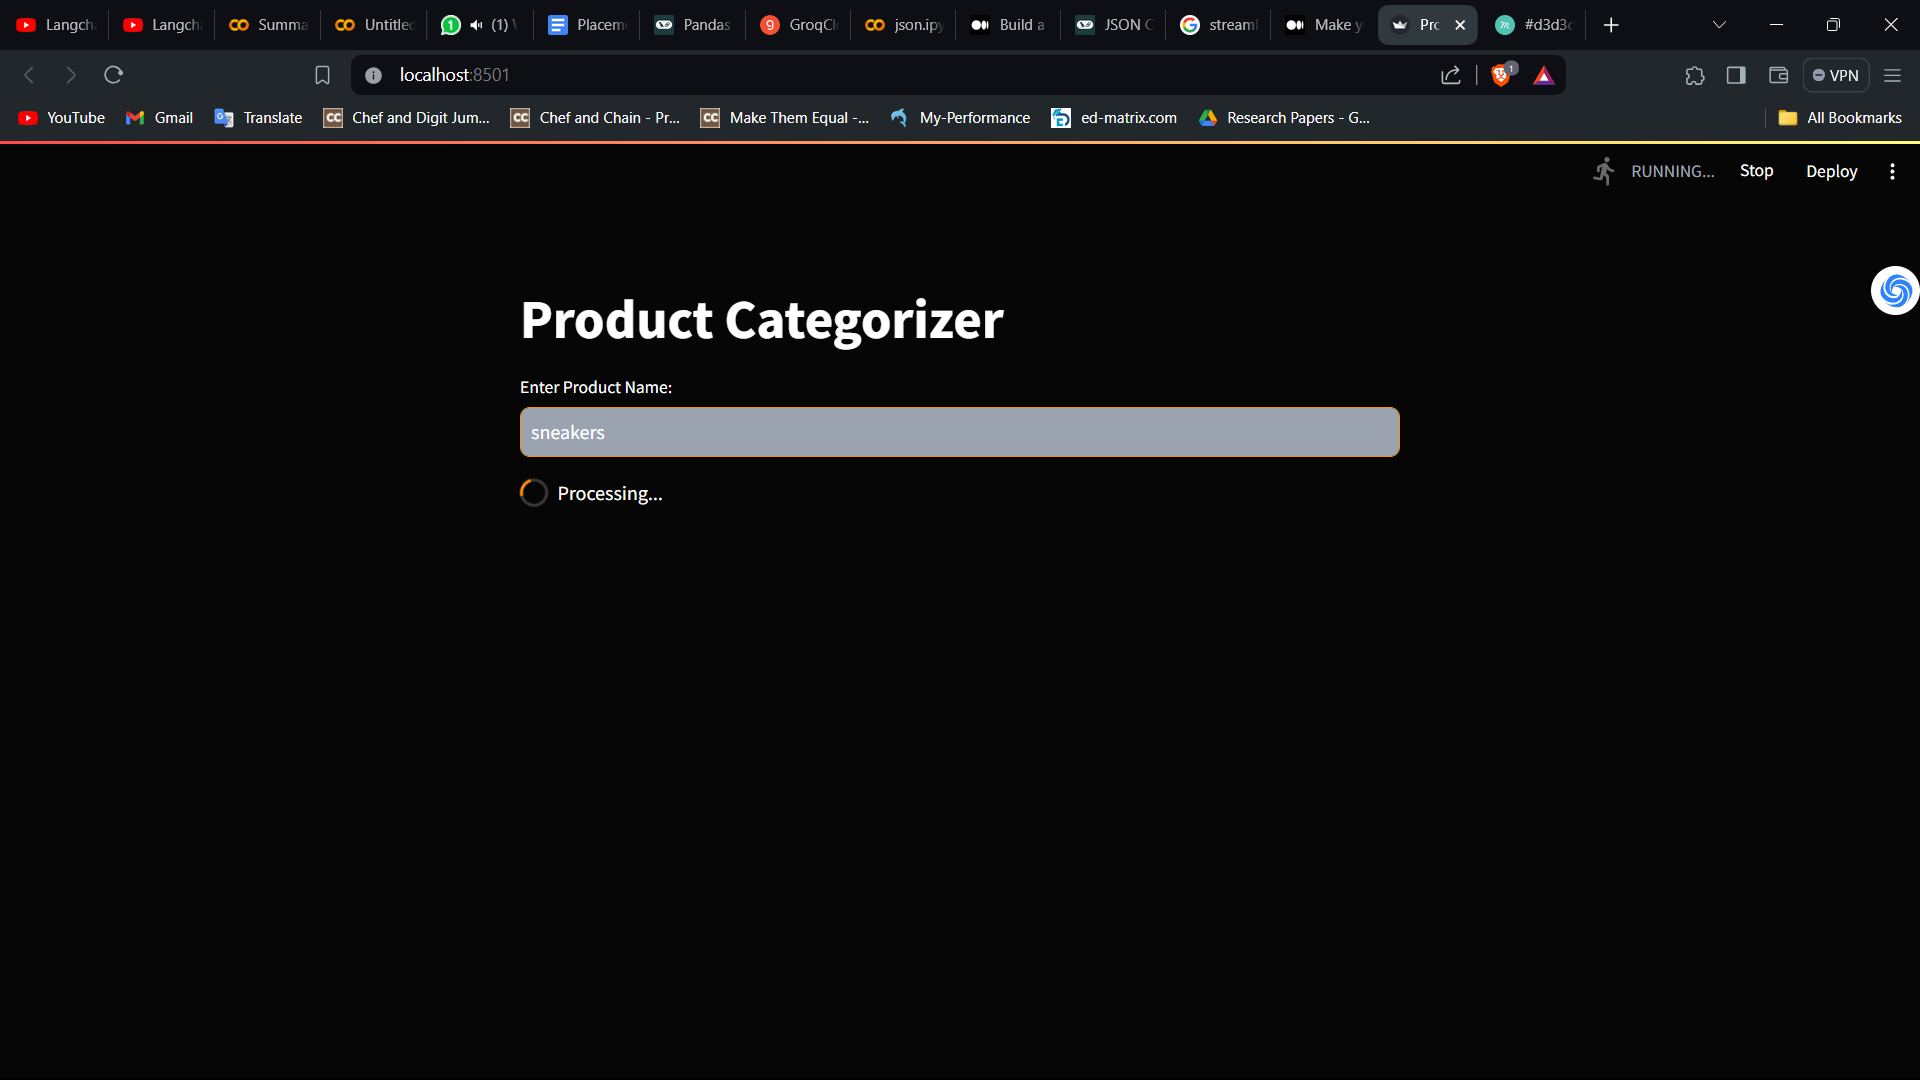 Langch Langch Summa Untitled (1) Placem Pandas GroqCl json.ipy Build a JSON C streaml Make y Prc #d3d3c
localhost:8501 1 VPN
YouTube Gmail Translate Chef and Digit Jum... Chef and Chain - Pr... Make Them Equal -... My-Performance ed-matrix.com Research Papers - G... All Bookmarks
RUNNING... Stop Deploy
Product Categorizer
Enter Product Name:
sneakers
Processing...